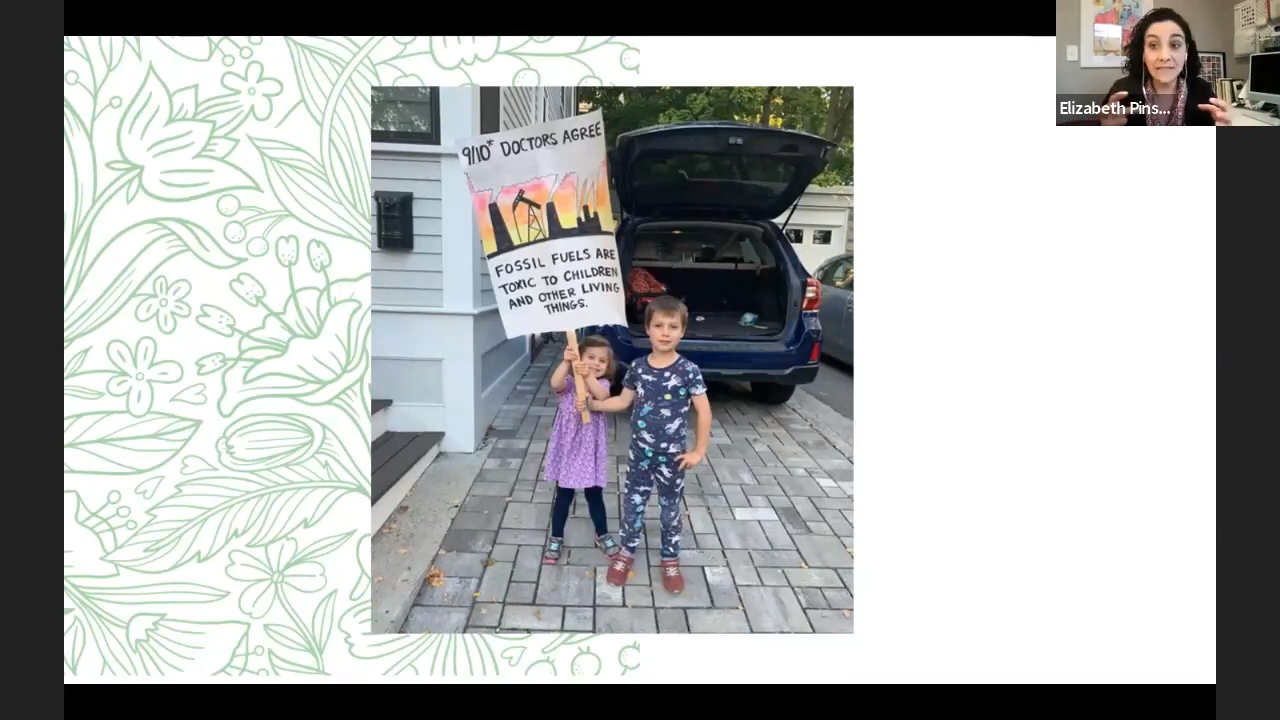 Elizabeth Pins...
9/10* DOCTORS AGREE
FOSSIL FUELS ARE
TOXIC TO CHILDREN
AND OTHER LIVING
THINGS.